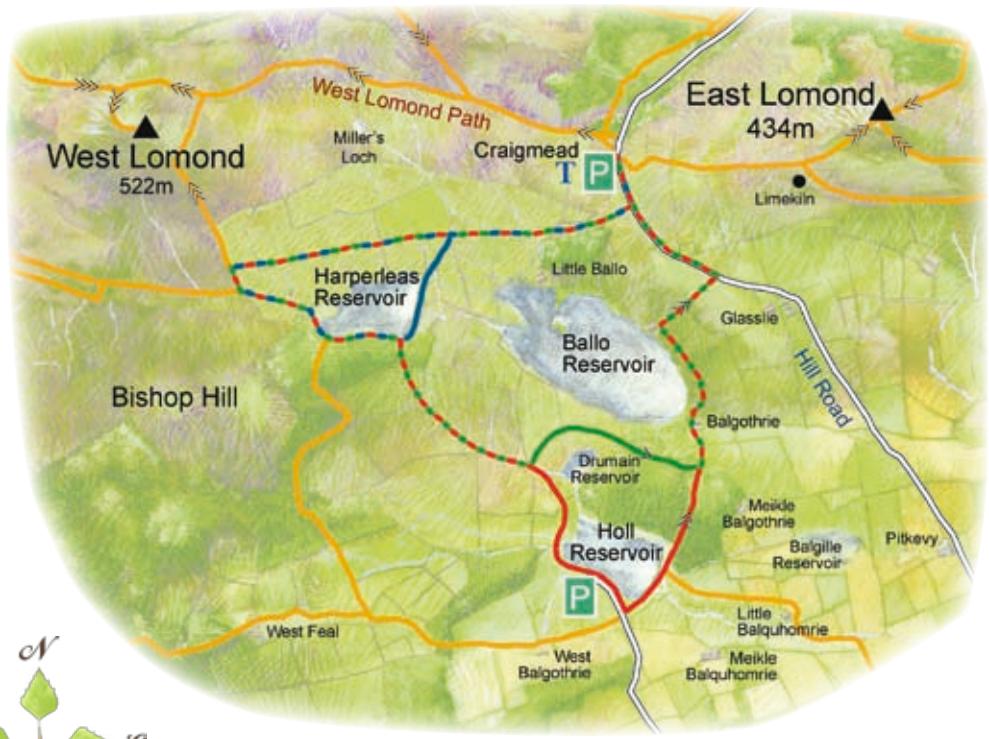 West Lomond Path
East Lomond
434m
Miller's
Loch
Craigmead
T P
West Lomond
522m
Limekiln
Harperleas
Reservoir
Little Ballo
Glasslie
Ballo
Reservoir
Hill Road
Bishop Hill
Balgothrie
Drumain
Reservoir
Meikle
Balgothrie
Holl
Reservoir
Balgille
Reservoir
Pitkevy
P
Little
Balquhomrie
West Feal
West
Balgothrie
Meikle
Balquhomrie
N